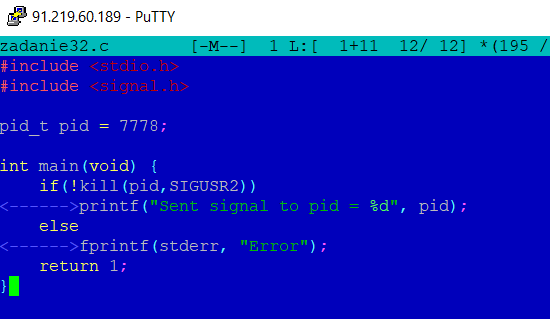 91.219.60.189 - PuTTY
zadanie32.c [-M--] 1 L:[ 1+11 12/ 12] *(195 /
#include <stdio.h>
#include <signal.h>
pid_t pid = 7778;
int main(void) {
    if(!kill(pid,SIGUSR2))
<------>printf("Sent signal to pid = %d", pid);
    else
<------>fprintf(stderr, "Error");
    return 1;
}